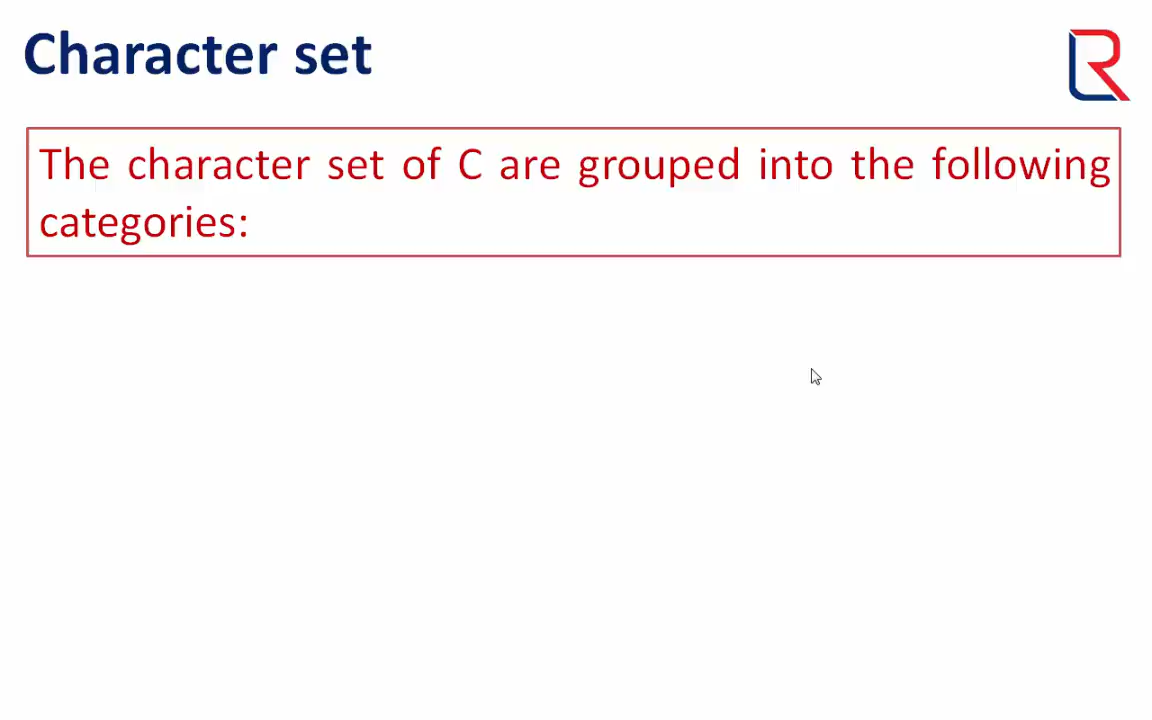 Character set
The character set of C are grouped into the following
categories: